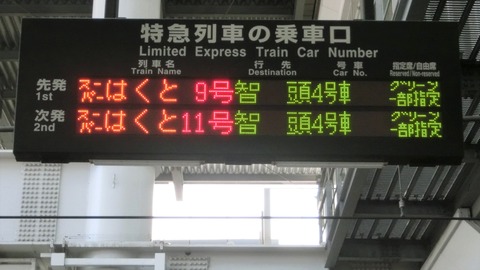 特急列車の乗車口
Limited Express Train Car Number
列車名 行先 号車 指定席/自由席
Train Name Destination Car No. Reserved/Non-reserved
先発 スーパーはくと 9号 智 頭 4号車 グリーン一部指定
1st
次発 スーパーはくと 11号 智 頭 4号車 グリーン一部指定
2nd